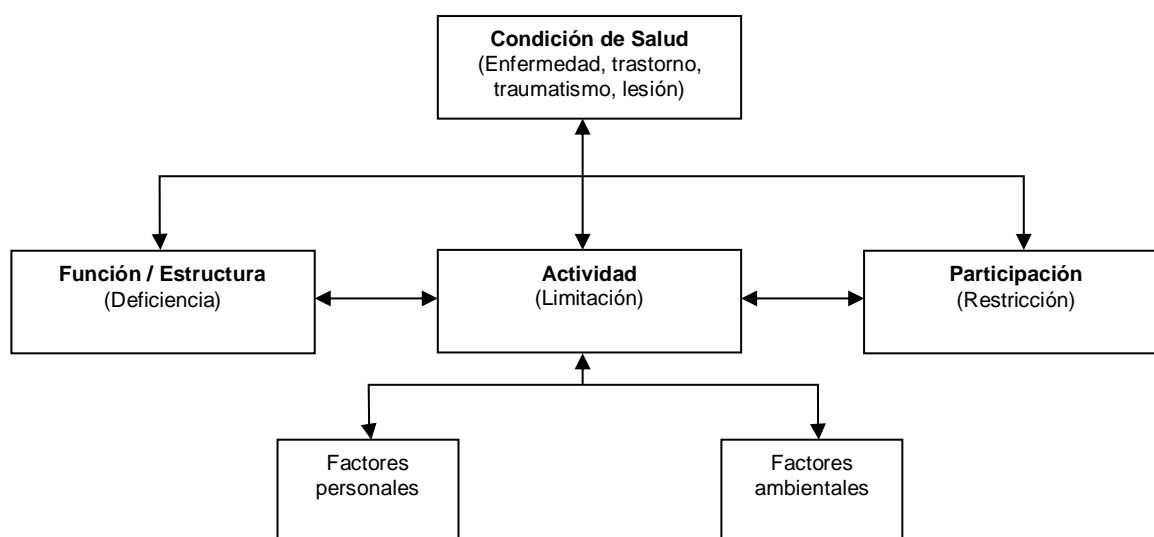 Condición de Salud
(Enfermedad, trastorno,
traumatismo, lesión)
Función / Estructura
(Deficiencia)
Actividad
(Limitación)
Participación
(Restricción)
Factores
personales
Factores
ambientales